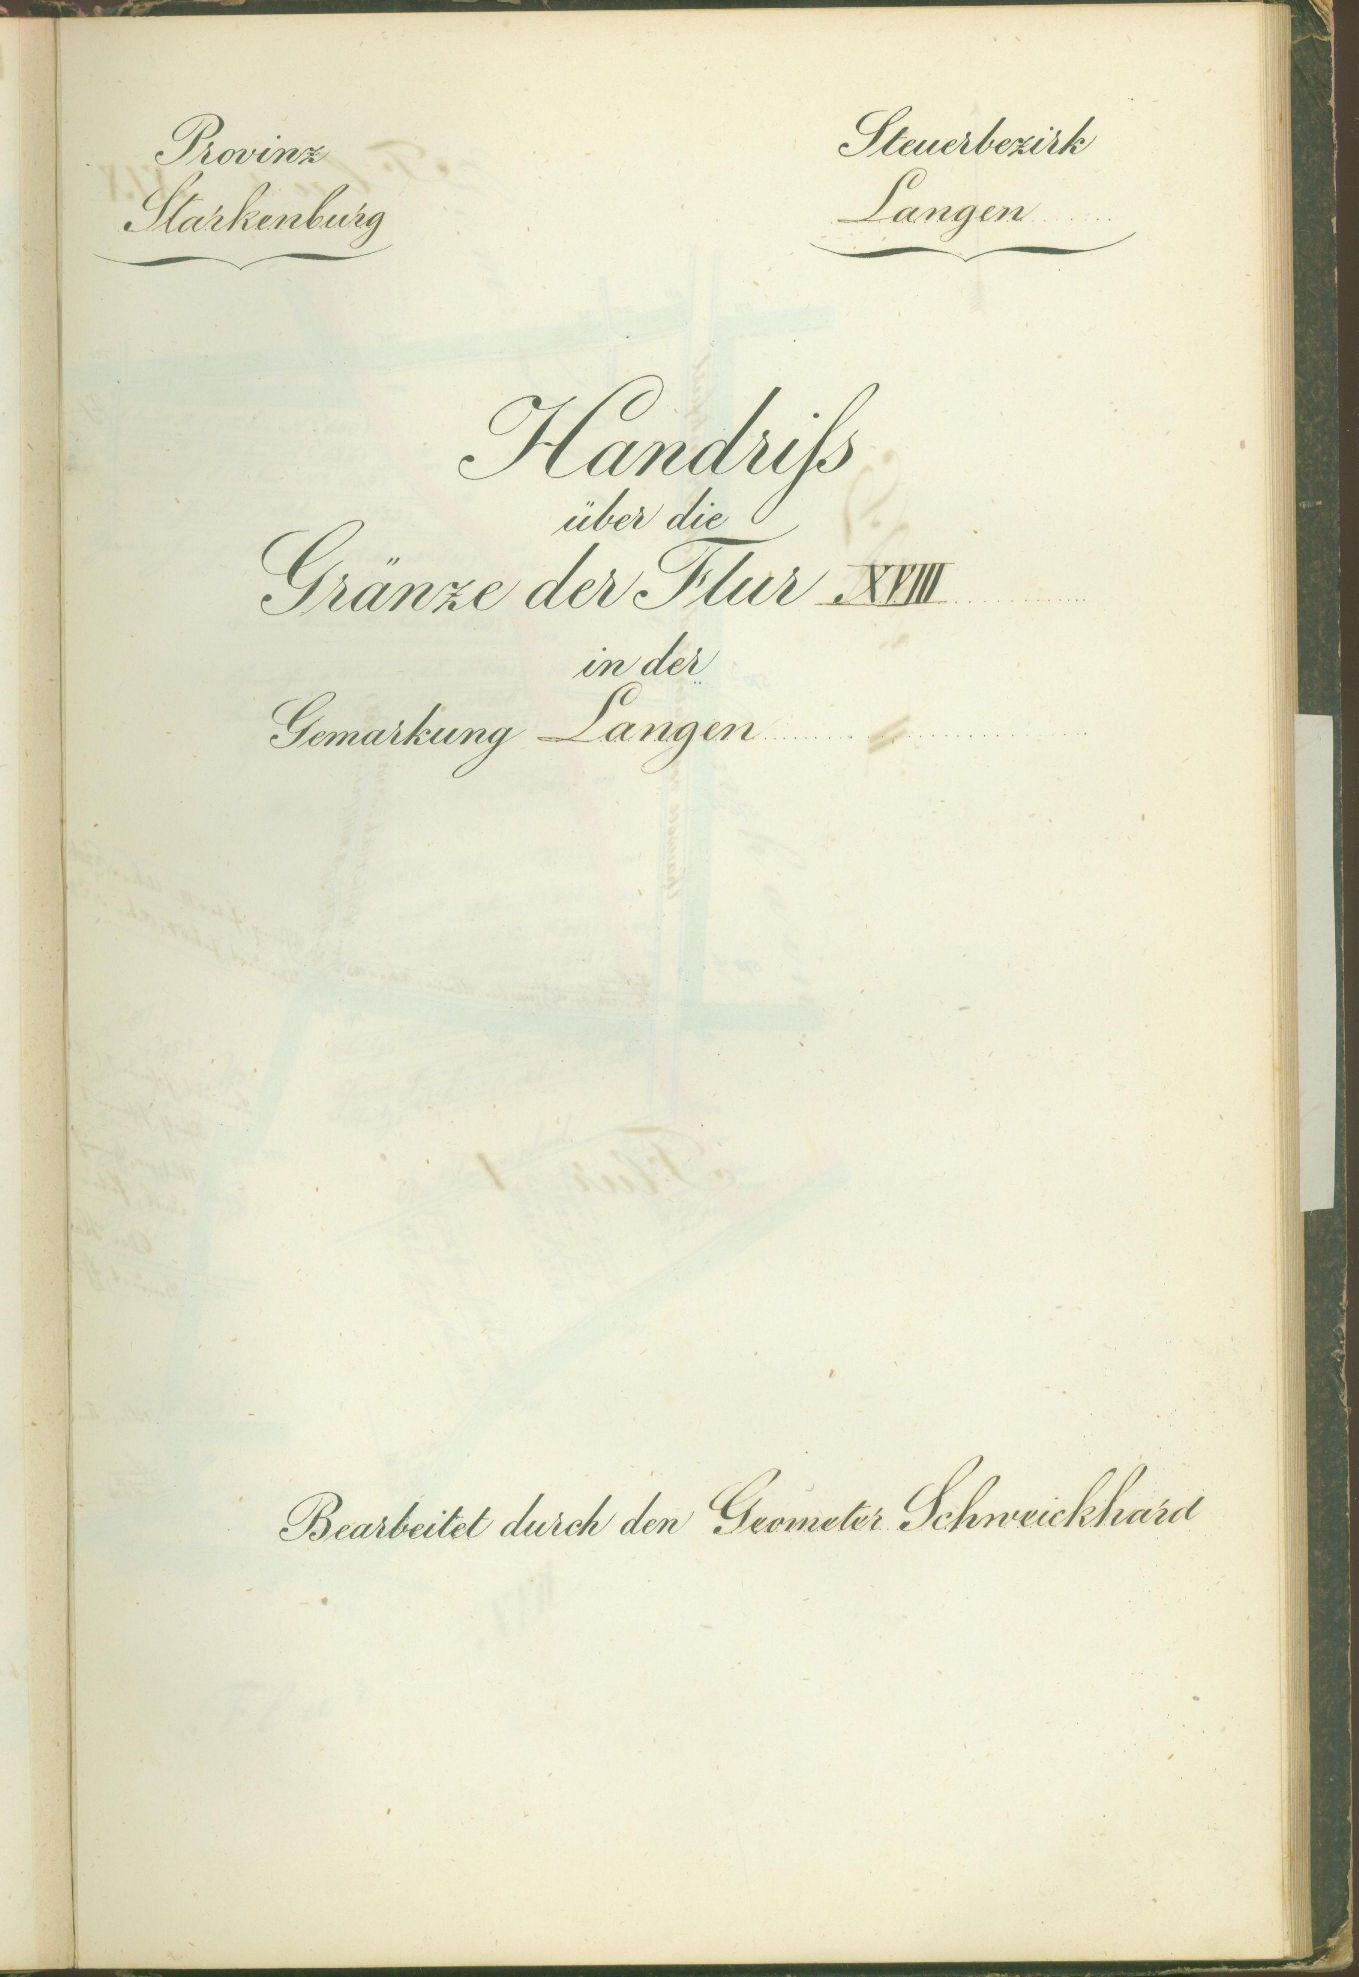 Provinz
Starkenburg
Steuerbezirk
Langen
Handriſs
über die
Gränze der Flur XVIII
in der
Gemarkung Langen
Bearbeitet durch den Geometer Schweickhard